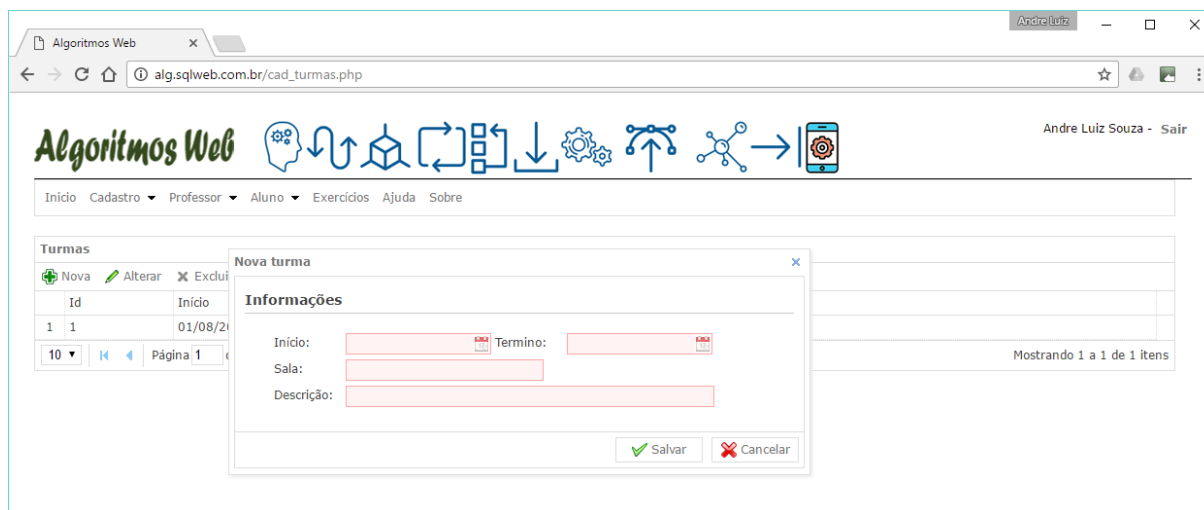 Andre Luiz
Algoritmos Web
alg.sqlweb.com.br/cad_turmas.php
Algoritmos Web
Andre Luiz Souza - Sair
Inicio Cadastro Professor Aluno Exercícios Ajuda Sobre
Turmas
Nova Alterar Exclui
Id Início
1 1 01/08/20
10 Página 1
Mostrando 1 a 1 de 1 itens
Nova turma
Informações
Início: Termino:
Sala:
Descrição:
Salvar Cancelar